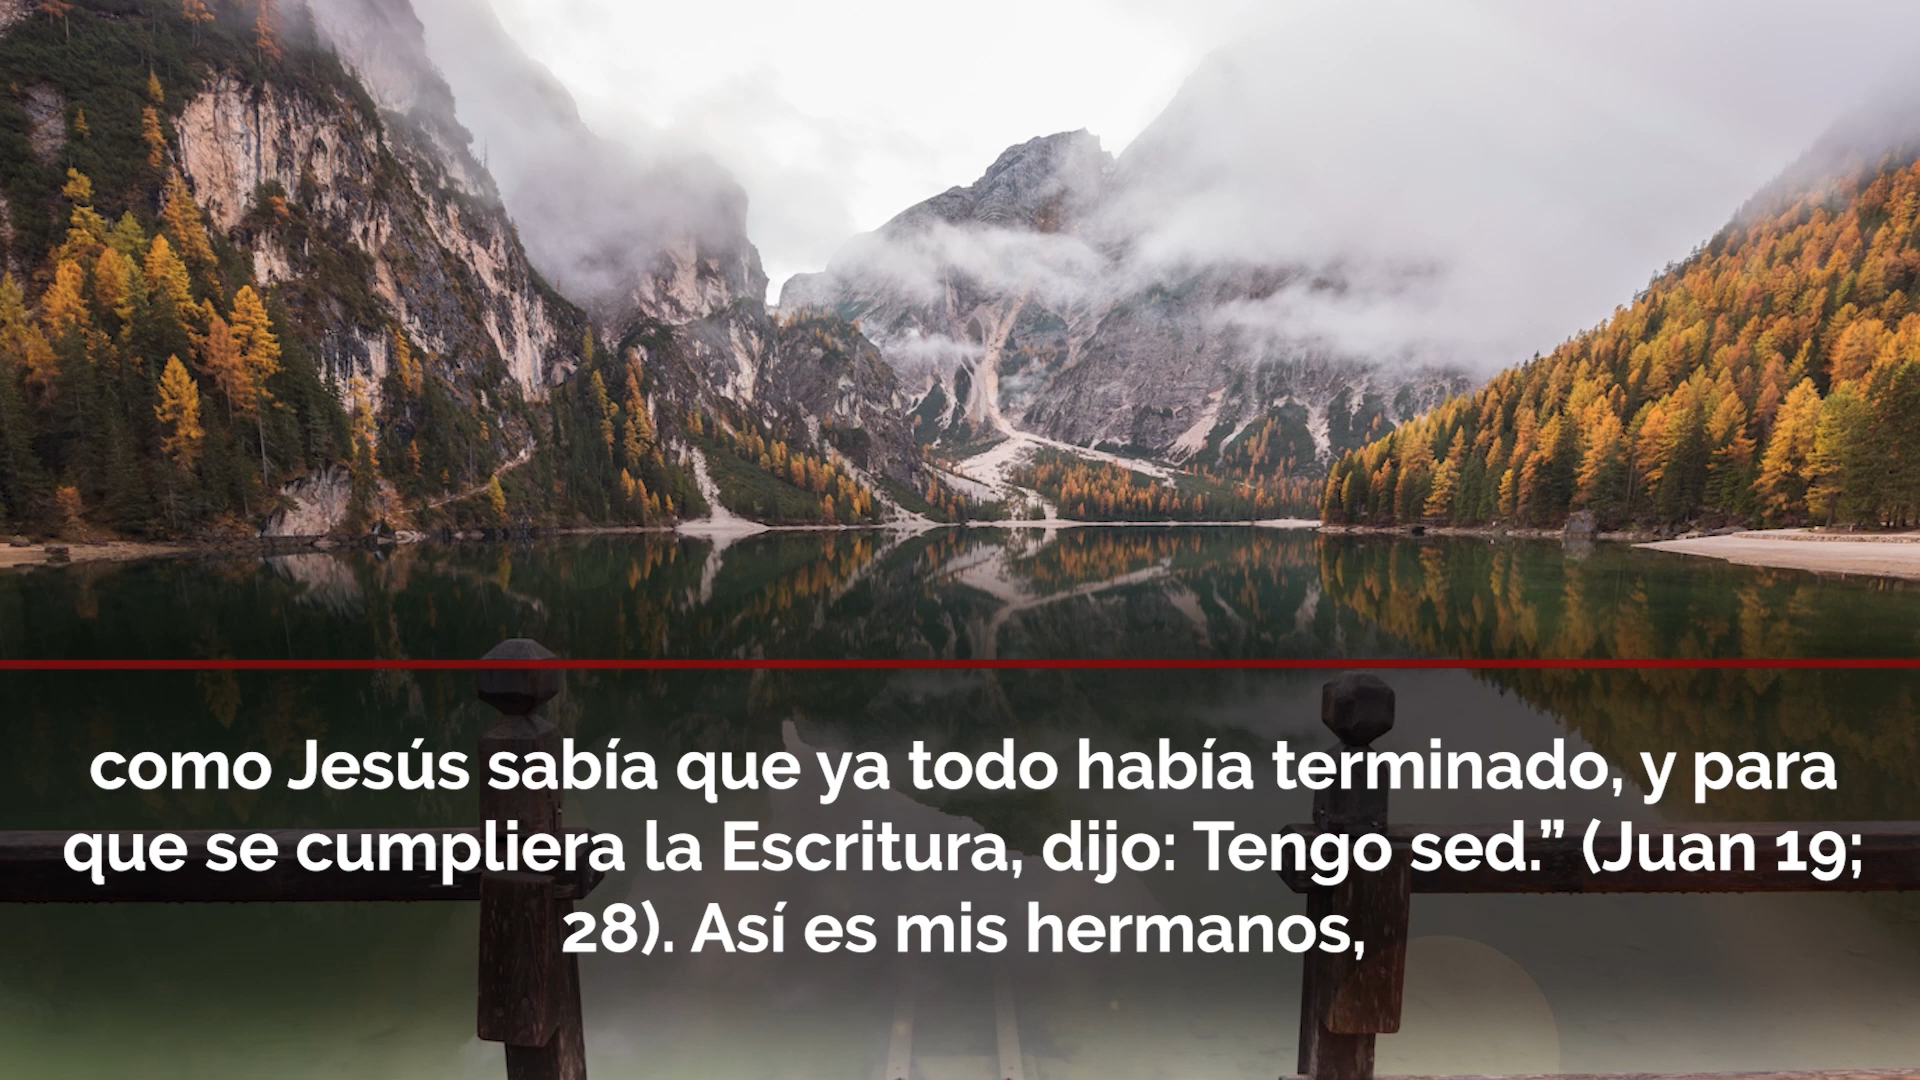 como Jesús sabía que ya todo había terminado, y para
que se cumpliera la Escritura, dijo: Tengo sed.” (Juan 19;
28). Así es mis hermanos,